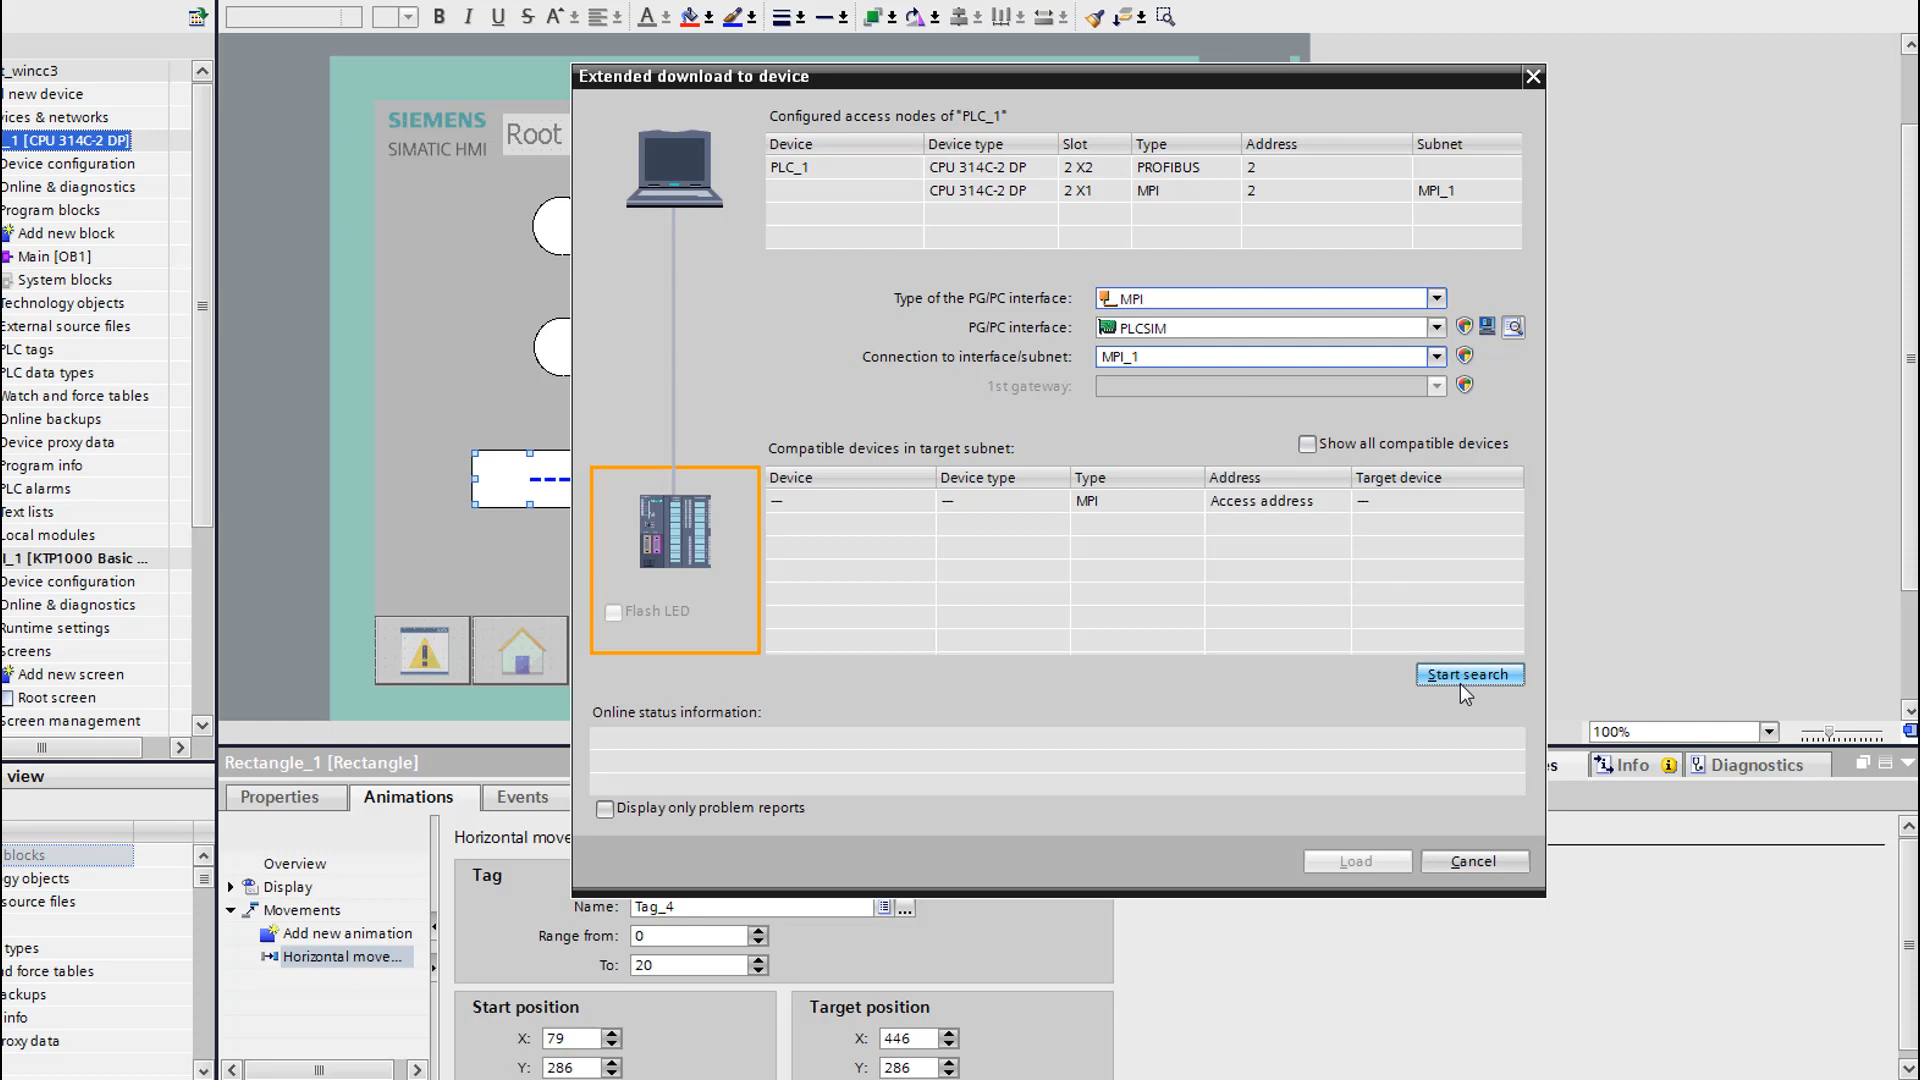 B I U S A A
t_wincc3
l new device
vices & networks
_1 [CPU 314C-2 DP]
Device configuration
Online & diagnostics
Program blocks
Add new block
Main [OB1]
System blocks
Technology objects
External source files
PLC tags
PLC data types
Watch and force tables
Online backups
Device proxy data
Program info
PLC alarms
Text lists
Local modules
I_1 [KTP1000 Basic ...
Device configuration
Online & diagnostics
Runtime settings
Screens
Add new screen
Root screen
Screen management
view
blocks
gy objects
source files
types
nd force tables
ackups
info
roxy data
SIEMENS
SIMATIC HMI
Root
Extended download to device
Configured access nodes of "PLC_1"
Device Device type Slot Type Address Subnet
PLC_1 CPU 314C-2 DP 2 X2 PROFIBUS 2
CPU 314C-2 DP 2 X1 MPI 2 MPI_1
Type of the PG/PC interface: MPI
PG/PC interface: PLCSIM
Connection to interface/subnet: MPI_1
1st gateway:
Compatible devices in target subnet:
Show all compatible devices
Device Device type Type Address Target device
— — MPI Access address —
Flash LED
Start search
Online status information:
Display only problem reports
Load Cancel
100%
Rectangle_1 [Rectangle]
es Info Diagnostics
Properties Animations Events
Overview
Display
Movements
Add new animation
Horizontal move...
Horizontal move
Tag
Name: Tag_4 ...
Range from: 0
To: 20
Start position
X: 79
Y: 286
Target position
X: 446
Y: 286